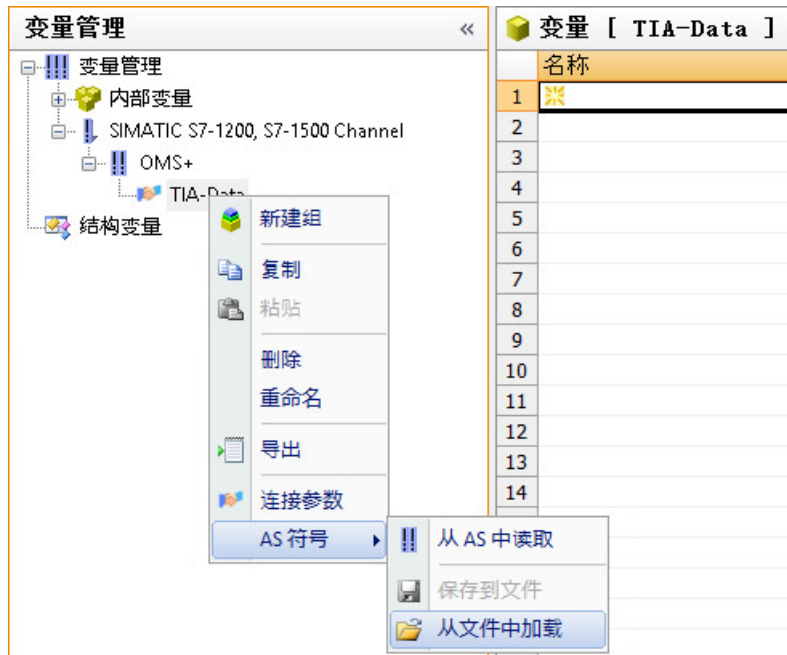 变量管理 «
变量管理
内部变量
SIMATIC S7-1200, S7-1500 Channel
OMS+
TIA-Data
结构变量
新建组
复制
粘贴
删除
重命名
导出
连接参数
AS 符号
从 AS 中读取
保存到文件
从文件中加载
变量 [ TIA-Data ]
名称
1
2
3
4
5
6
7
8
9
10
11
12
13
14